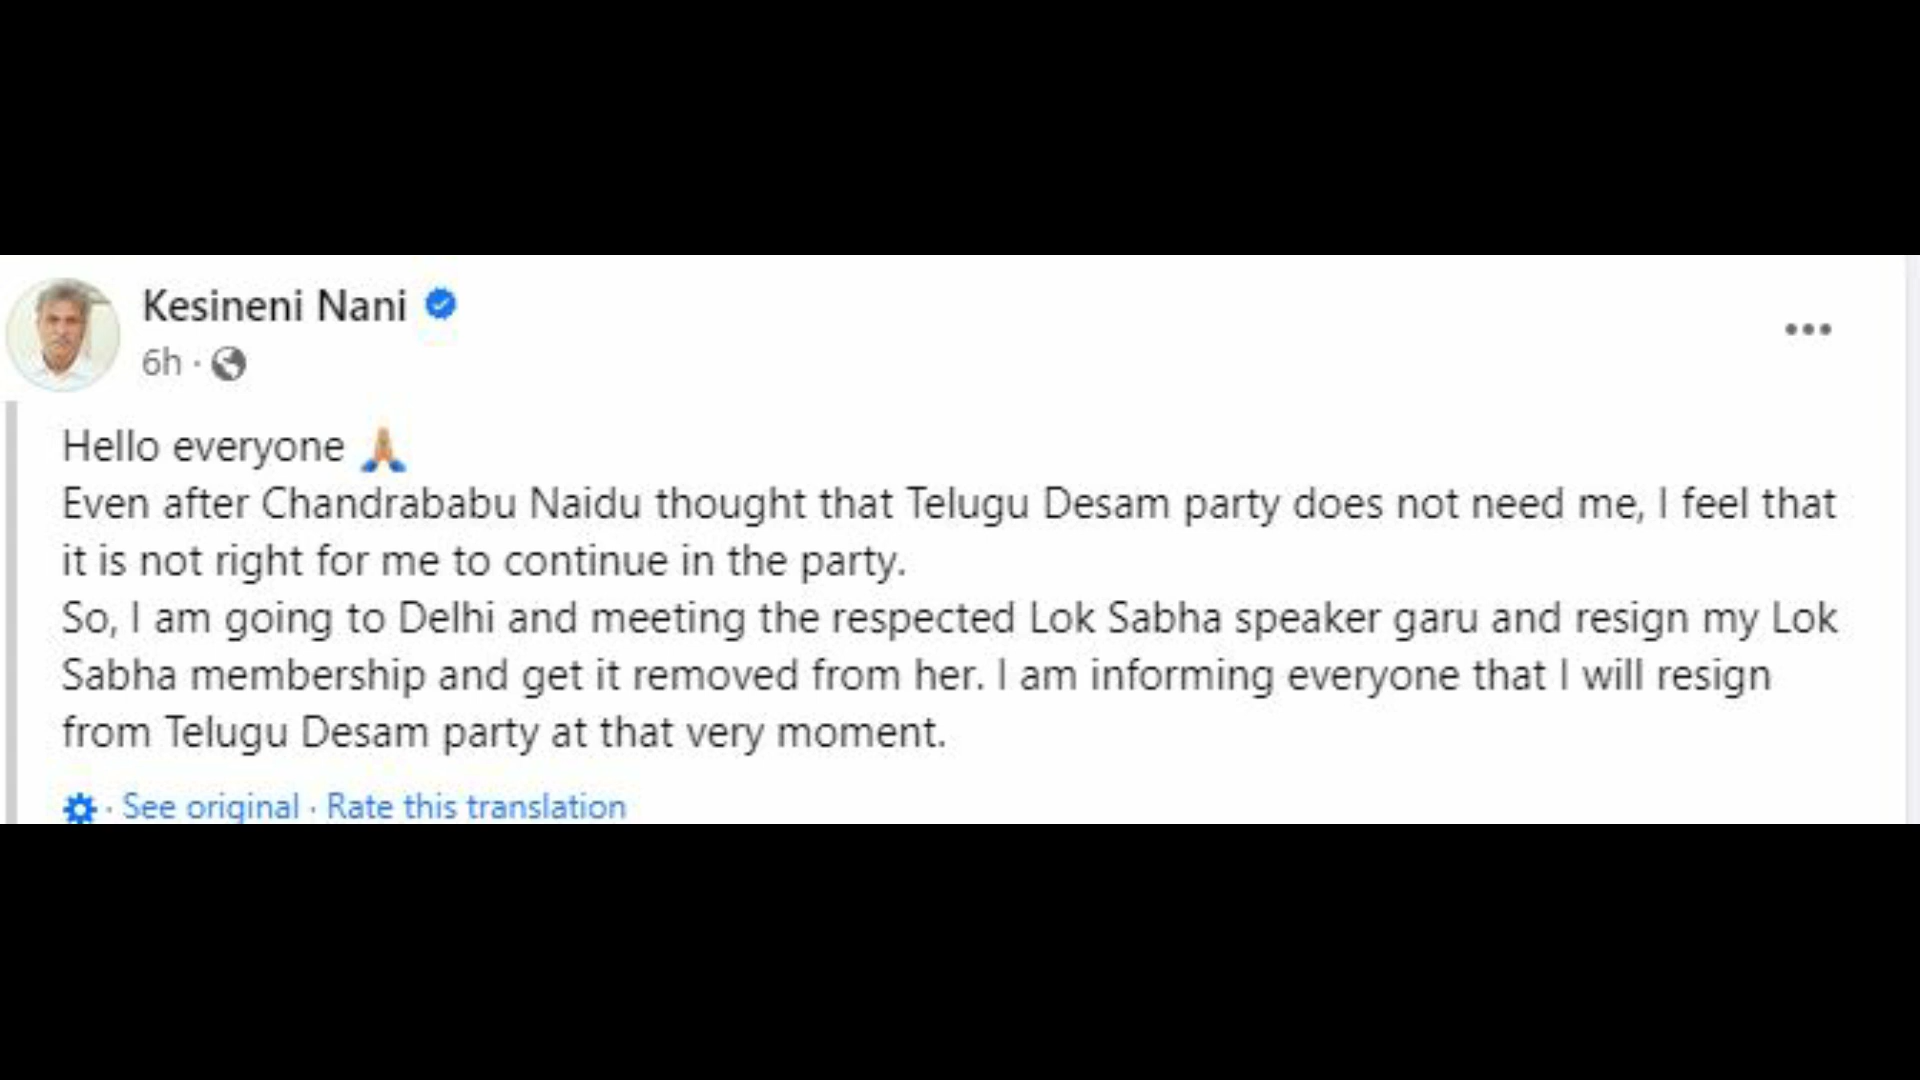 Kesineni Nani
6h ·
Hello everyone 🙏
Even after Chandrababu Naidu thought that Telugu Desam party does not need me, I feel that
it is not right for me to continue in the party.
So, I am going to Delhi and meeting the respected Lok Sabha speaker garu and resign my Lok
Sabha membership and get it removed from her. I am informing everyone that I will resign
from Telugu Desam party at that very moment.
· See original · Rate this translation